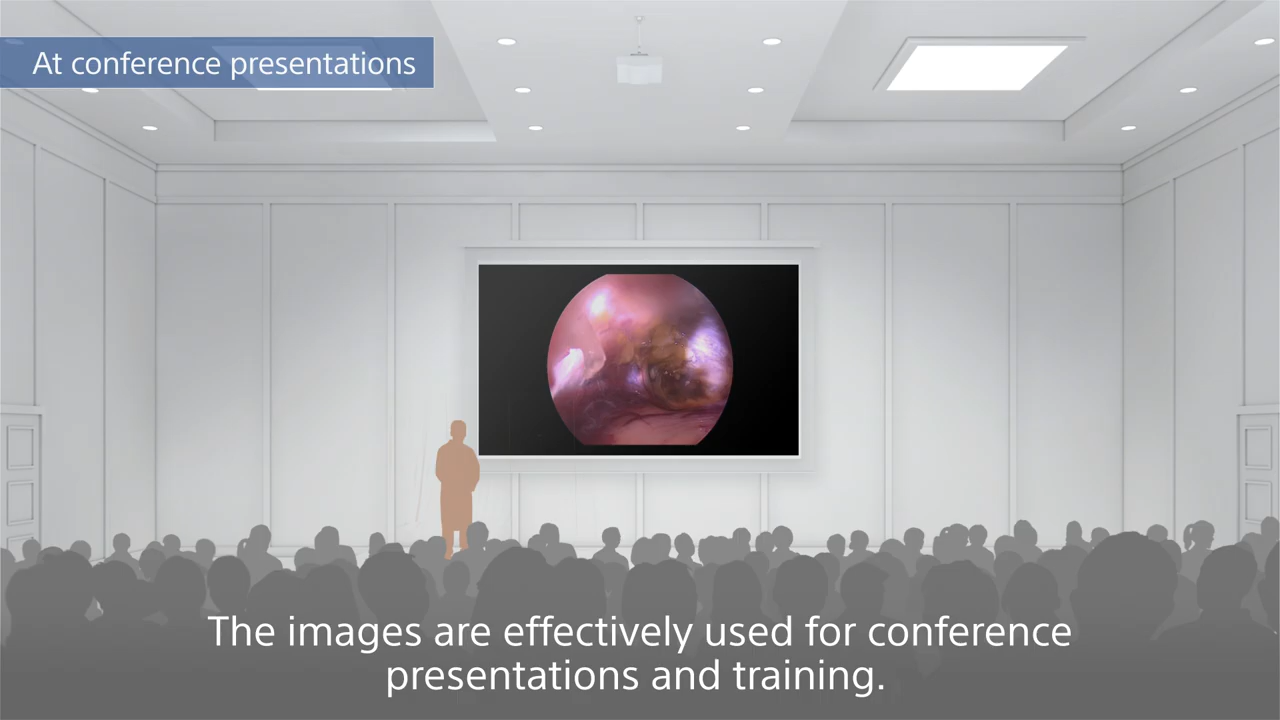 At conference presentations
The images are effectively used for conference
presentations and training.